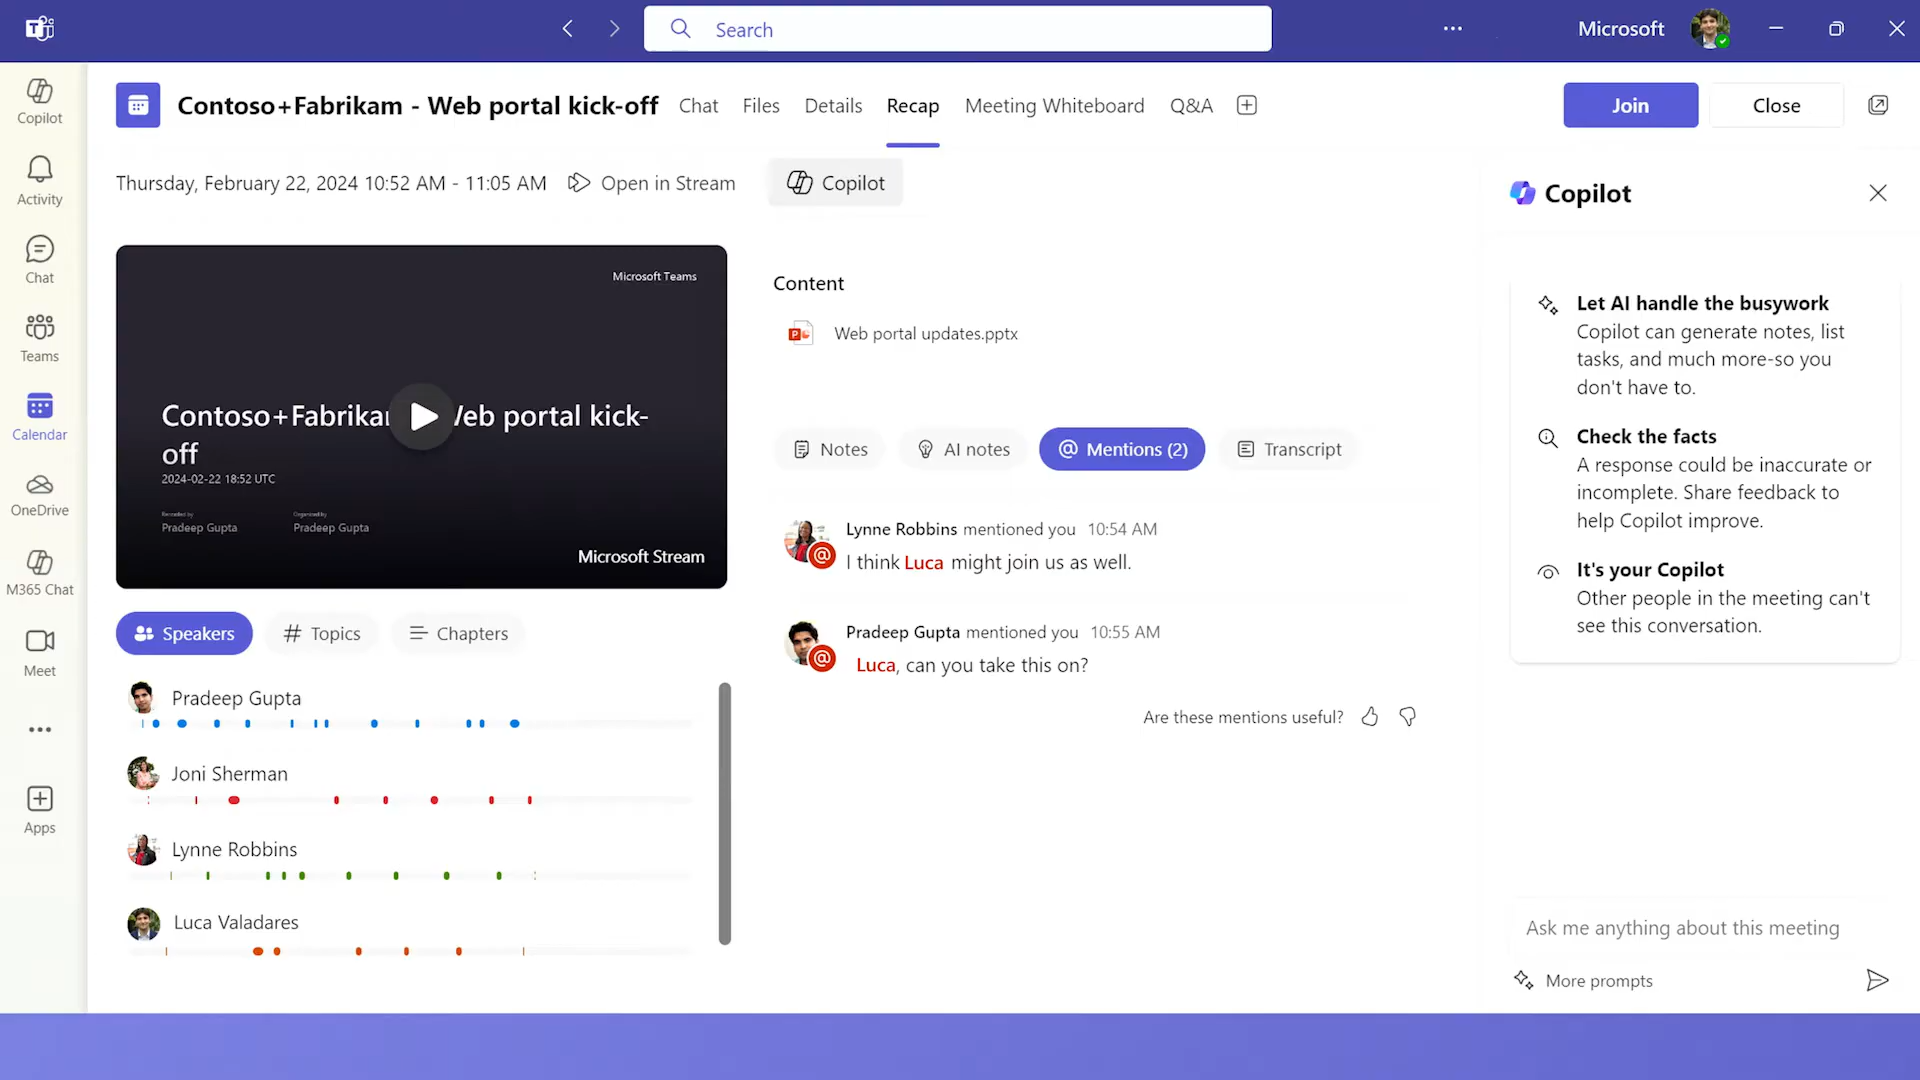 Search
Microsoft
Copilot
Activity
Chat
Teams
Calendar
OneDrive
M365 Chat
Meet
Apps
Contoso+Fabrikam - Web portal kick-off
Chat
Files
Details
Recap
Meeting Whiteboard
Q&A
Join
Close
Thursday, February 22, 2024 10:52 AM - 11:05 AM
Open in Stream
Copilot
Microsoft Teams
Contoso+Fabrikam Web portal kick-
off
2024-02-22 18:52 UTC
Recorded by
Organized by
Pradeep Gupta
Pradeep Gupta
Microsoft Stream
Speakers
Topics
Chapters
Pradeep Gupta
Joni Sherman
Lynne Robbins
Luca Valadares
Content
Web portal updates.pptx
Notes
AI notes
Mentions (2)
Transcript
Lynne Robbins mentioned you 10:54 AM
I think Luca might join us as well.
Pradeep Gupta mentioned you 10:55 AM
Luca, can you take this on?
Are these mentions useful?
Copilot
Let AI handle the busywork
Copilot can generate notes, list
tasks, and much more-so you
don't have to.
Check the facts
A response could be inaccurate or
incomplete. Share feedback to
help Copilot improve.
It's your Copilot
Other people in the meeting can't
see this conversation.
Ask me anything about this meeting
More prompts